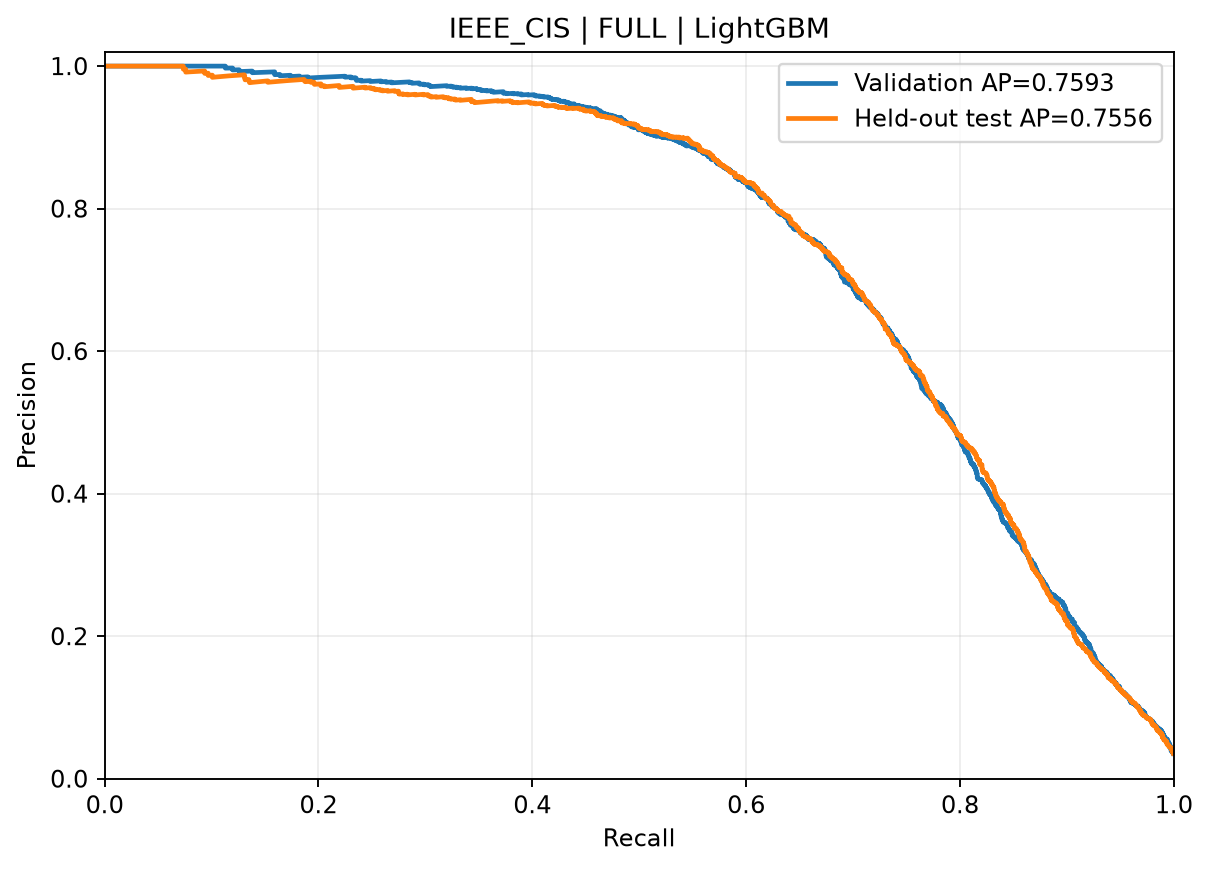 IEEE_CIS | FULL | LightGBM
Validation AP=0.7593
Held-out test AP=0.7556
Precision
1.0
0.8
0.6
0.4
0.2
0.0
0.0 0.2 0.4 0.6 0.8 1.0
Recall